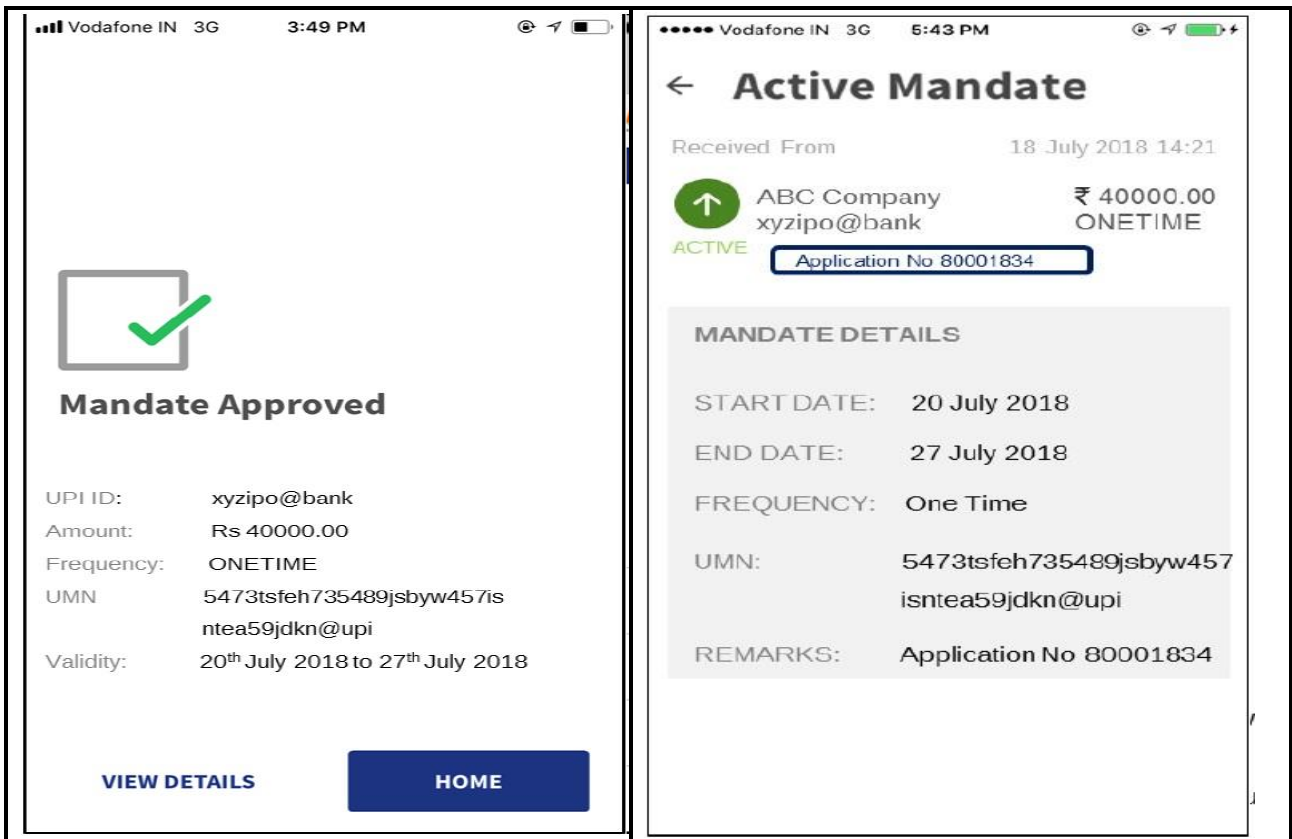 Vodafone IN 3G 3:49 PM
Mandate Approved
UPI ID: xyzipo@bank
Amount: Rs 40000.00
Frequency: ONETIME
UMN 5473tsfeh735489jsbyw457is
ntea59jdkn@upi
Validity: 20th July 2018 to 27th July 2018
VIEW DETAILS HOME
Vodafone IN 3G 5:43 PM
← Active Mandate
Received From 18 July 2018 14:21
ABC Company ₹ 40000.00
xyzipo@bank ONETIME
ACTIVE
Application No 80001834
MANDATE DETAILS
START DATE: 20 July 2018
END DATE: 27 July 2018
FREQUENCY: One Time
UMN: 5473tsfeh735489jsbyw457
isntea59jdkn@upi
REMARKS: Application No 80001834